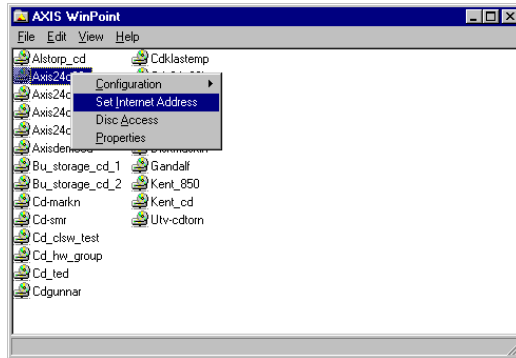 AXIS WinPoint
File Edit View Help
Alstorp_cd Cdklastemp
Axis24c
Configuration
Axis24c Set Internet Address
Axis24c Disc Access
Axis24c Properties
Bu_storage_cd_1 Gandalf
Bu_storage_cd_2 Kent_850
Cd-markn Kent_cd
Cd-smr Utv-cdtorn
Cd_clsw_test
Cd_hw_group
Cd_ted
Cdgunnar